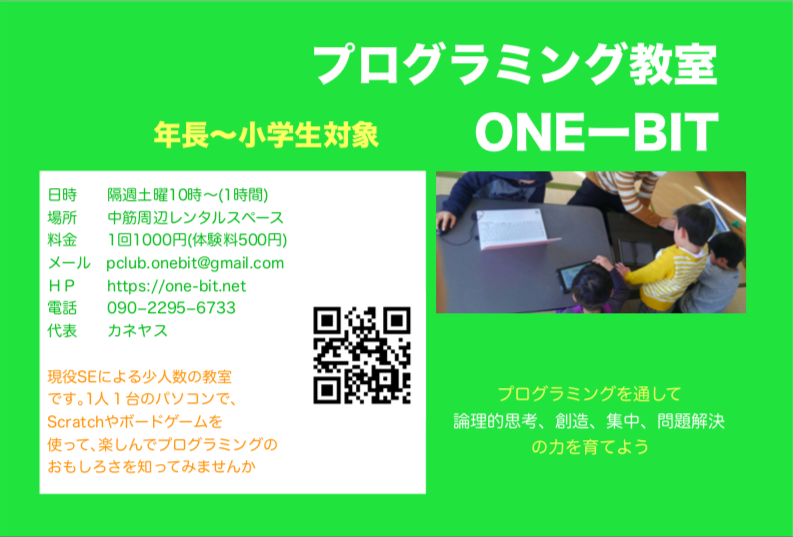 プログラミング教室
年長〜小学生対象
ONEーBIT
日時 隔週土曜10時〜(1時間)
場所 中筋周辺レンタルスペース
料金 1回1000円(体験料500円)
メール pclub.onebit@gmail.com
ＨＰ https://one-bit.net
電話 090−2295−6733
代表 カネヤス
現役SEによる少人数の教室
です。1人１台のパソコンで、
Scratchやボードゲームを
使って、楽しんでプログラミングの
おもしろさを知ってみませんか
プログラミングを通して
論理的思考、創造、集中、問題解決
の力を育てよう